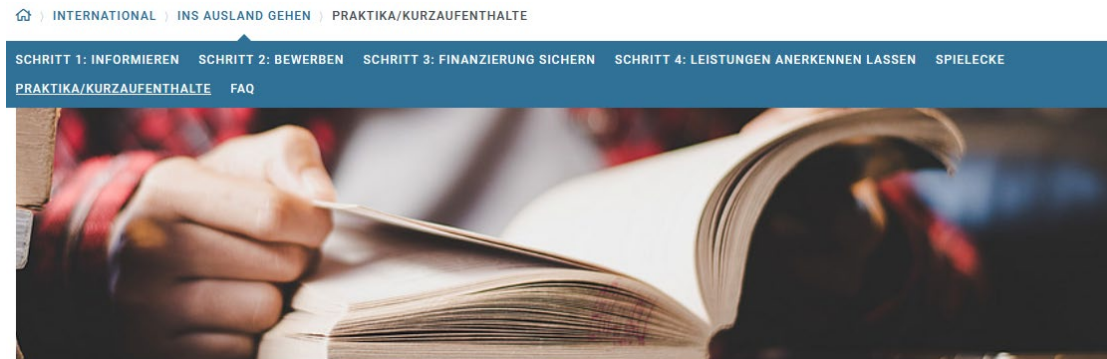 INTERNATIONAL INS AUSLAND GEHEN PRAKTIKA/KURZAUFENTHALTE
SCHRITT 1: INFORMIEREN SCHRITT 2: BEWERBEN SCHRITT 3: FINANZIERUNG SICHERN SCHRITT 4: LEISTUNGEN ANERKENNEN LASSEN SPIELECKE
PRAKTIKA/KURZAUFENTHALTE FAQ